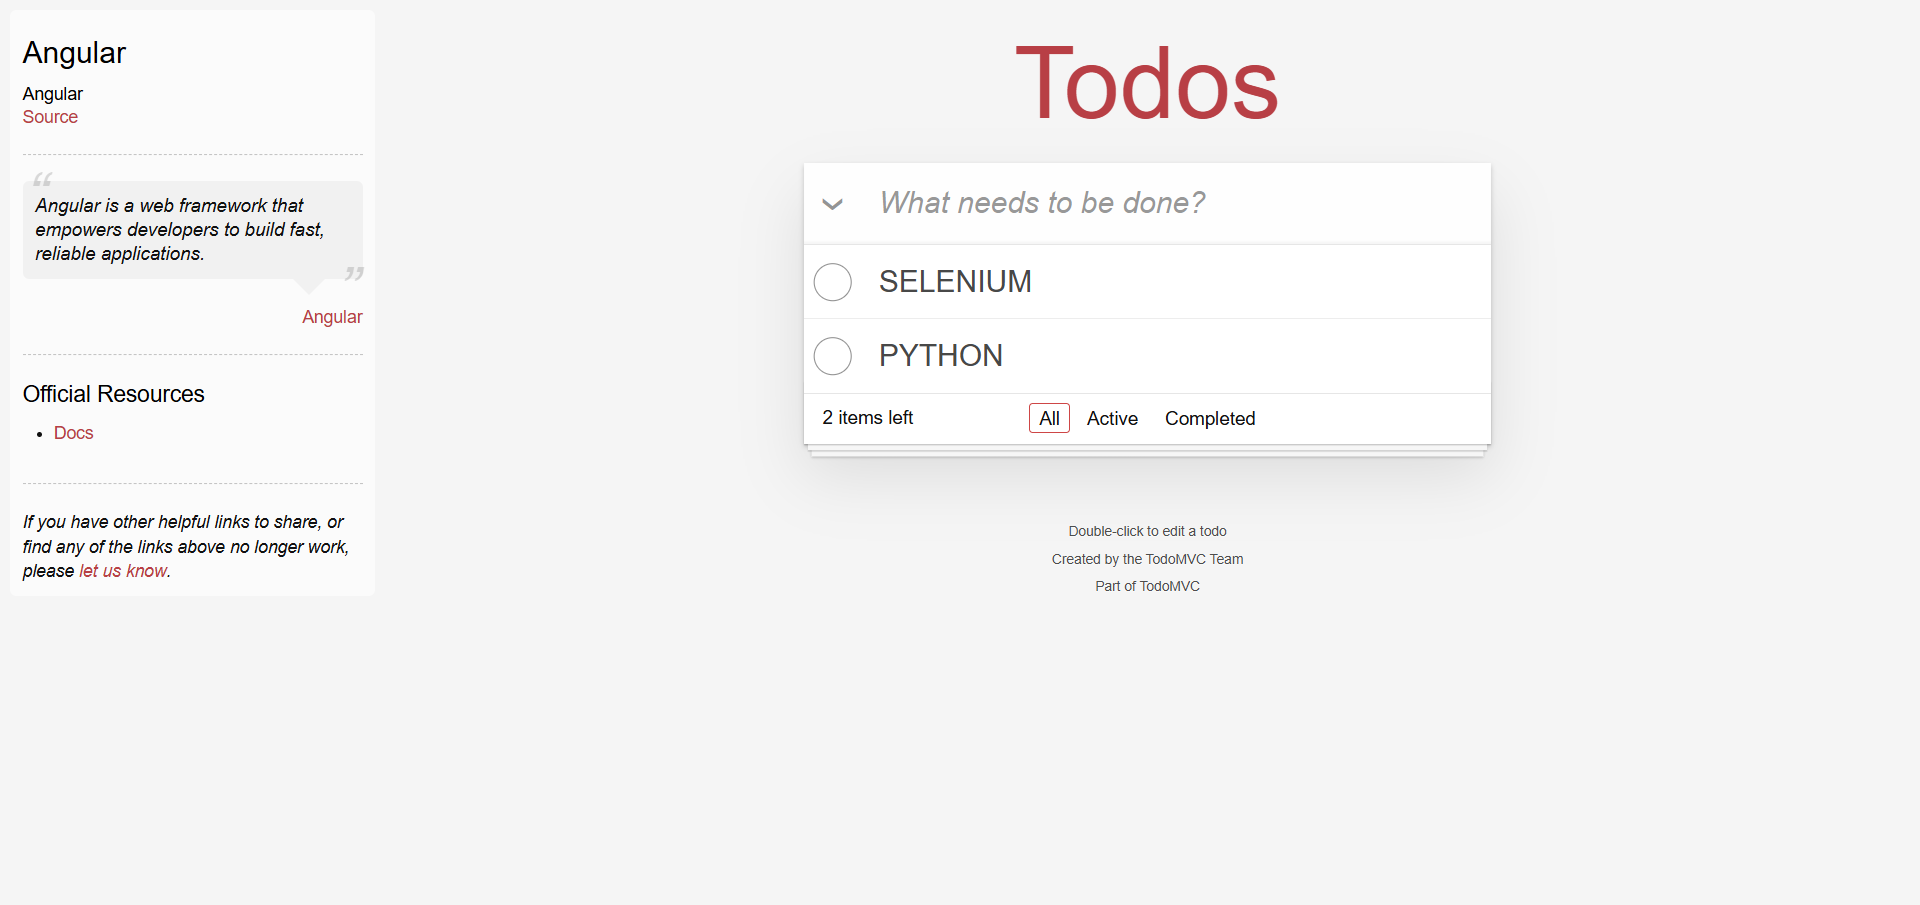 Angular
Angular
Source
“
Angular is a web framework that
empowers developers to build fast,
reliable applications.
”
Angular
Official Resources
• Docs
If you have other helpful links to share, or
find any of the links above no longer work,
please let us know.
Todos
What needs to be done?
SELENIUM
PYTHON
2 items left All Active Completed
Double-click to edit a todo
Created by the TodoMVC Team
Part of TodoMVC